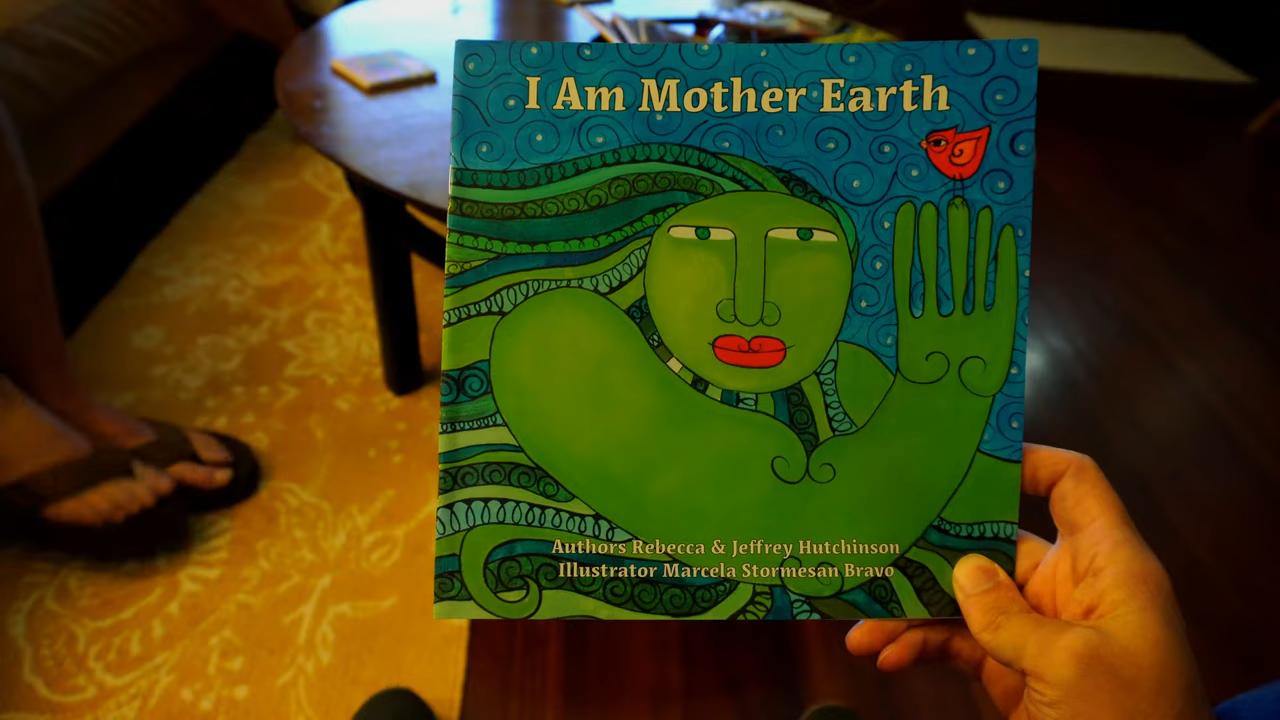 I Am Mother Earth
Authors Rebecca & Jeffrey Hutchinson
Illustrator Marcela Stormesan Bravo